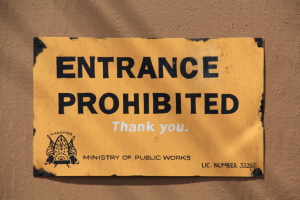 ENTRANCE
PROHIBITED
Thank you.
MINISTRY OF PUBLIC WORKS
LIC. NUMBER